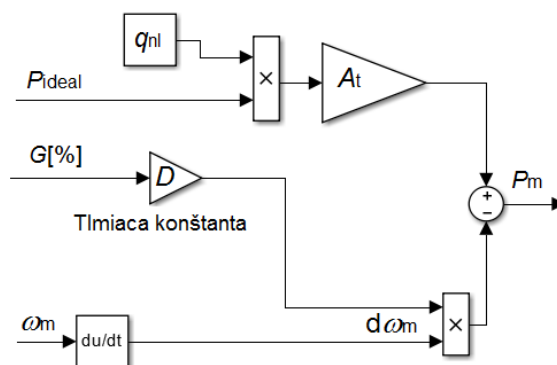 qnl
Pideal
×
At
G[%]
D
Tlmiaca konštanta
+
−
Pm
ωm
du/dt
dωm
×